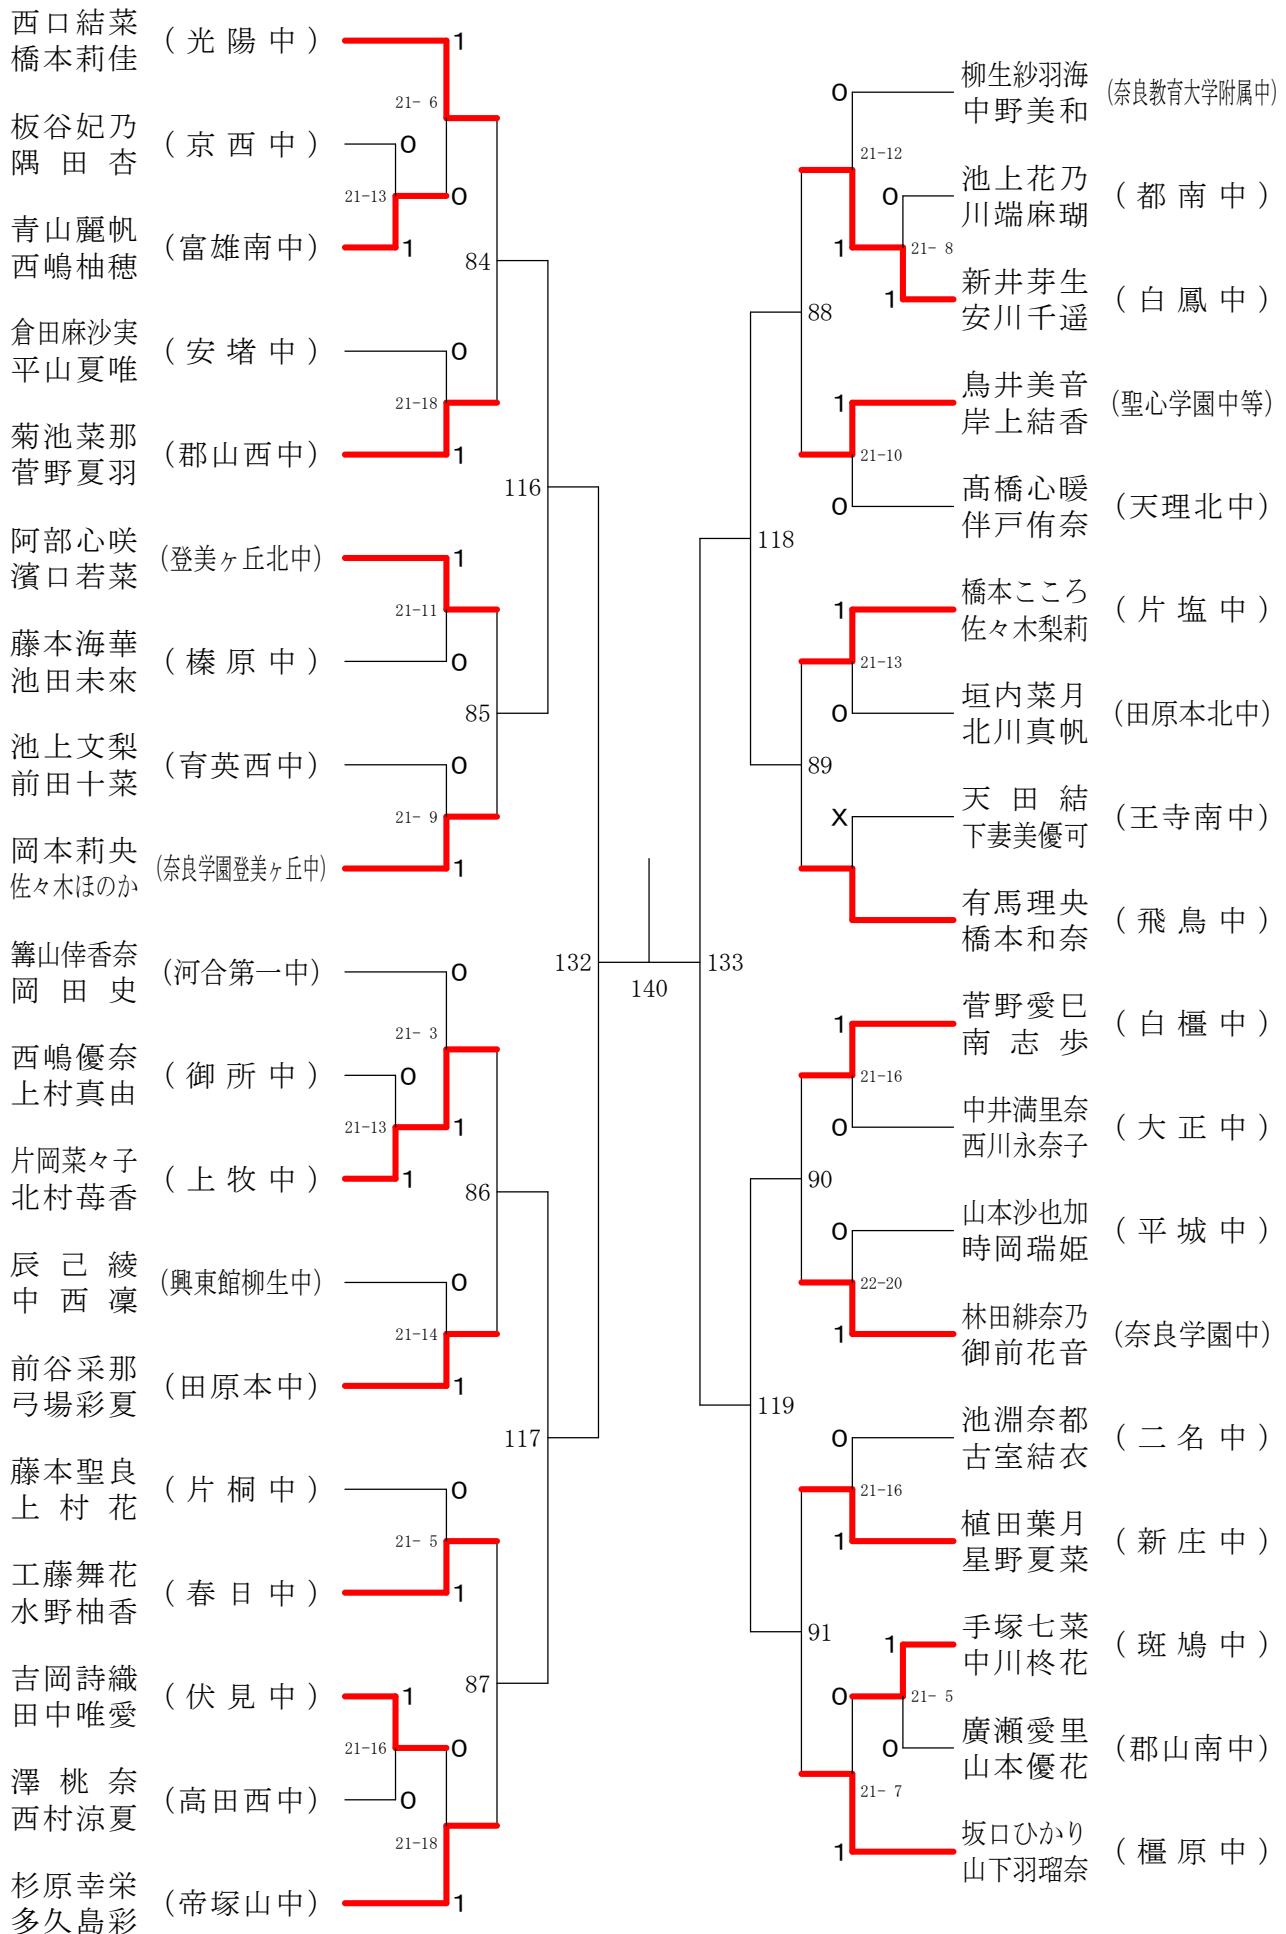 西口結菜
橋本莉佳
(光陽中)
1
21- 6
板谷妃乃
隅田杏
(京西中)
0
21-13
0
青山麗帆
西嶋柚穂
(富雄南中)
1
84
倉田麻沙実
平山夏唯
(安堵中)
0
21-18
菊池菜那
菅野夏羽
(郡山西中)
1
116
阿部心咲
濱口若菜
(登美ヶ丘北中)
1
21-11
藤本海華
池田未來
(榛原中)
0
85
池上文梨
前田十菜
(育英西中)
0
21- 9
岡本莉央
佐々木ほのか
(奈良学園登美ヶ丘中)
1
132
篝山倖香奈
岡田史
(河合第一中)
0
21- 3
西嶋優奈
上村真由
(御所中)
0
21-13
1
片岡菜々子
北村苺香
(上牧中)
1
86
辰己綾
中西凜
(興東館柳生中)
0
21-14
前谷采那
弓場彩夏
(田原本中)
1
117
藤本聖良
上村花
(片桐中)
0
21- 5
工藤舞花
水野柚香
(春日中)
1
87
吉岡詩織
田中唯愛
(伏見中)
1
21-16
0
澤桃奈
西村涼夏
(高田西中)
0
21-18
杉原幸栄
多久島彩
(帝塚山中)
1
140
133
0
柳生紗羽海
中野美和
(奈良教育大学附属中)
21-12
0
池上花乃
川端麻瑚
(都南中)
1
21- 8
1
新井芽生
安川千遥
(白鳳中)
88
1
鳥井美音
岸上結香
(聖心学園中等)
21-10
0
髙橋心暖
伴戸侑奈
(天理北中)
118
1
橋本こころ
佐々木梨莉
(片塩中)
21-13
0
垣内菜月
北川真帆
(田原本北中)
89
X
天田結
下妻美優可
(王寺南中)
有馬理央
橋本和奈
(飛鳥中)
1
菅野愛巳
南志歩
(白橿中)
21-16
0
中井満里奈
西川永奈子
(大正中)
90
0
山本沙也加
時岡瑞姫
(平城中)
22-20
1
林田緋奈乃
御前花音
(奈良学園中)
119
0
池淵奈都
古室結衣
(二名中)
21-16
1
植田葉月
星野夏菜
(新庄中)
91
1
手塚七菜
中川柊花
(斑鳩中)
0
21- 5
0
廣瀬愛里
山本優花
(郡山南中)
21- 7
1
坂口ひかり
山下羽瑠奈
(橿原中)